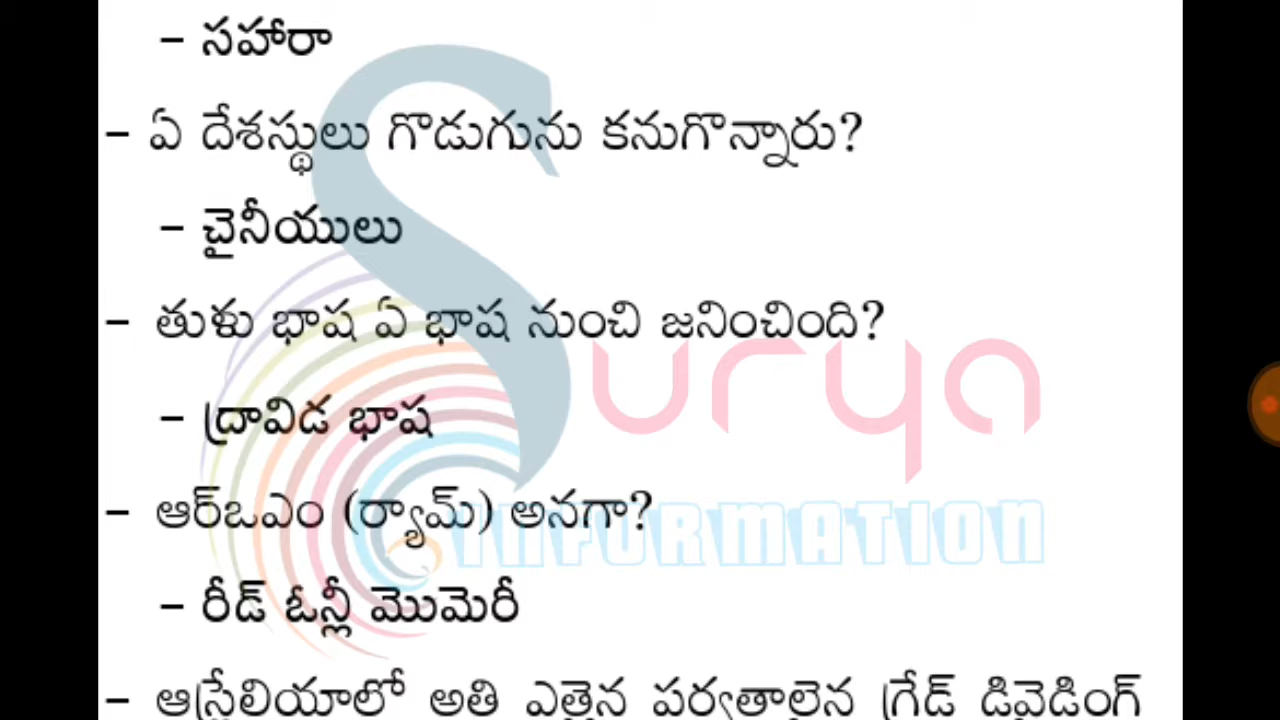 – సహారా
– ఏ దేశస్థులు గొడుగును కనుగొన్నారు?
– చైనీయులు
– తుళు భాష ఏ భాష నుంచి జనించింది?
– ద్రావిడ భాష
– ఆర్ఒఎం (ర్యామ్) అనగా?
– రీడ్ ఓన్లీ మొమెరీ
– ఆస్ట్రేలియాలో అతి ఎత్తైన పర్వతాలైన గ్రేడ్ డివైడింగ్
Surya
INFORMATION